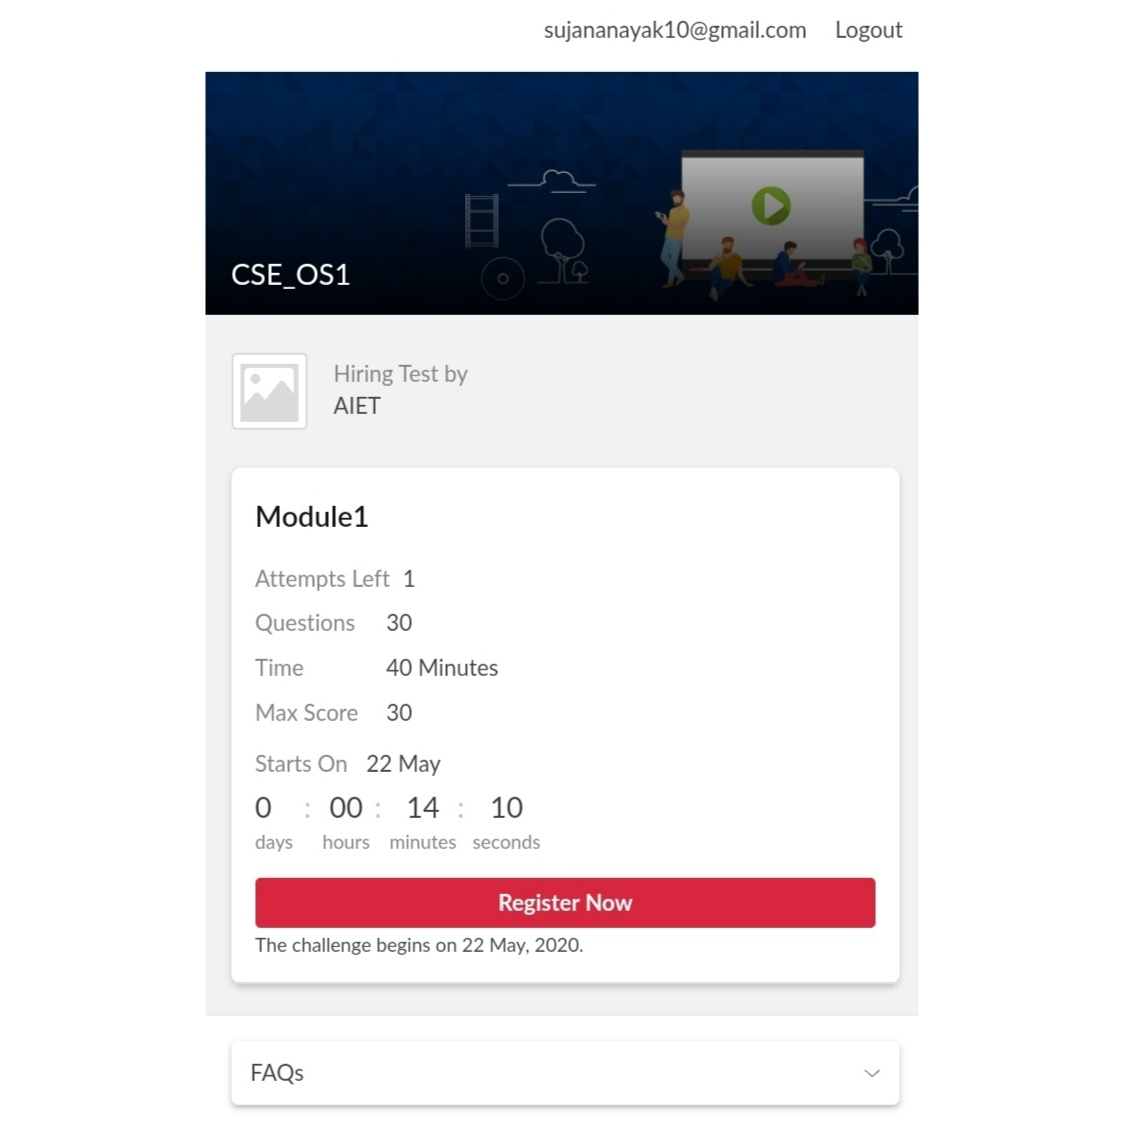 sujananayak10@gmail.com Logout
CSE_OS1
Hiring Test by
AIET
Module1
Attempts Left 1
Questions 30
Time 40 Minutes
Max Score 30
Starts On 22 May
0 : 00 : 14 : 10
days hours minutes seconds
Register Now
The challenge begins on 22 May, 2020.
FAQs